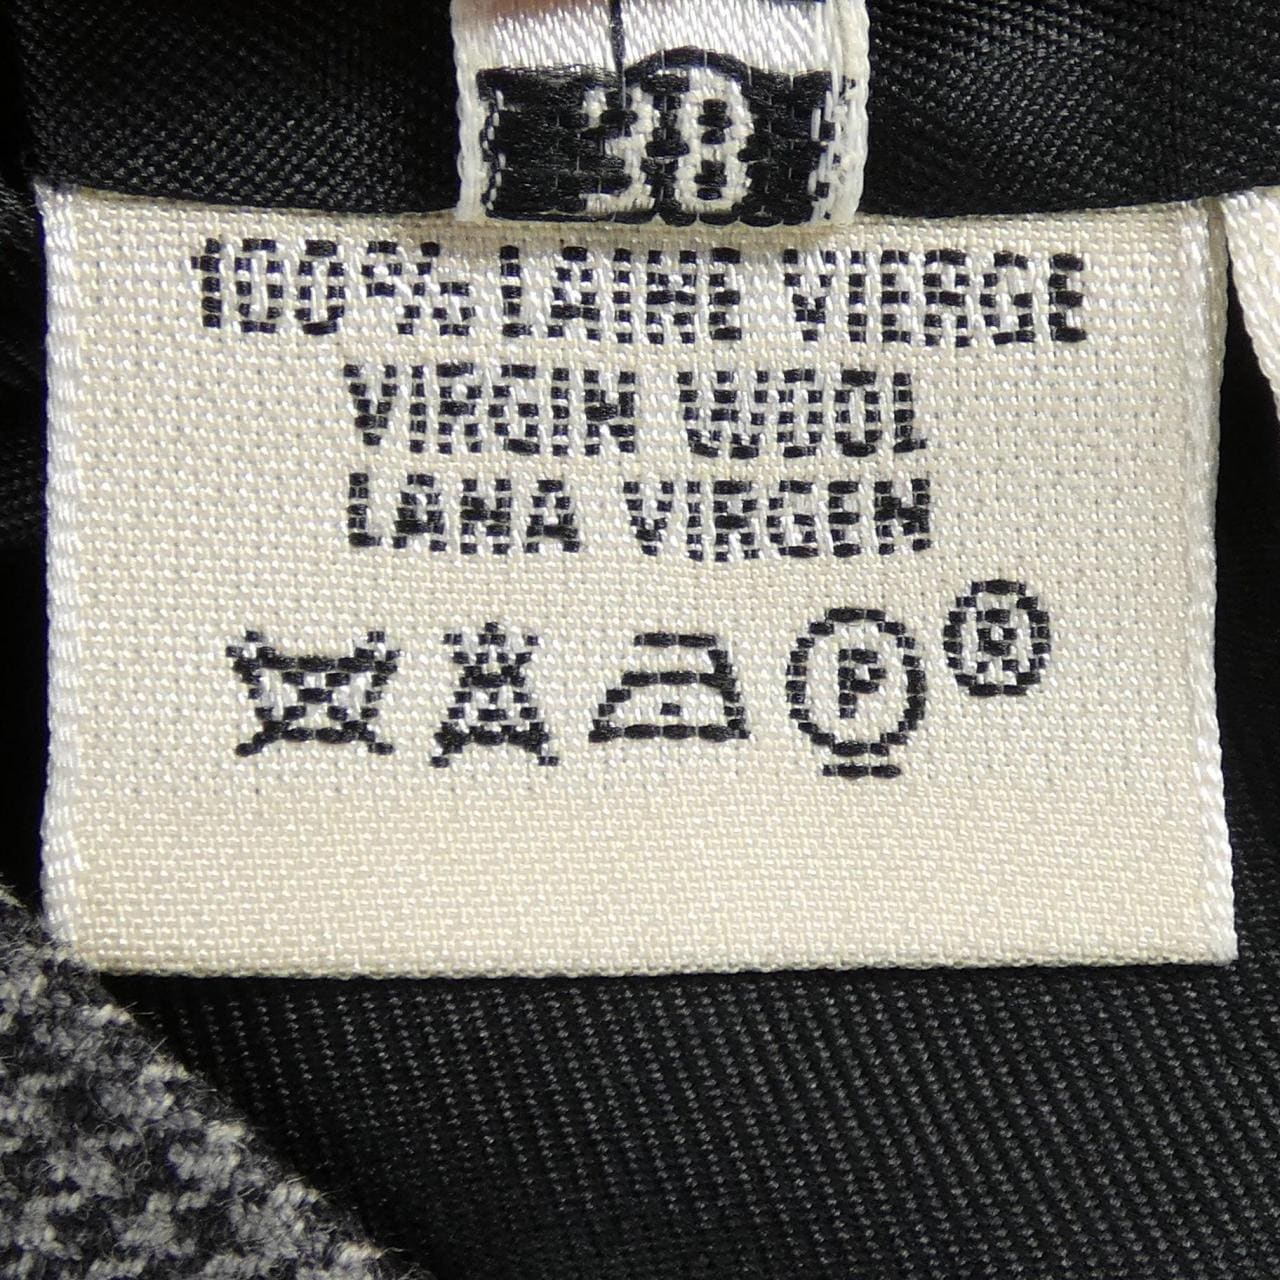 38
100% LAINE VIERGE
VIRGIN WOOL
LANA VIRGEN
P ®